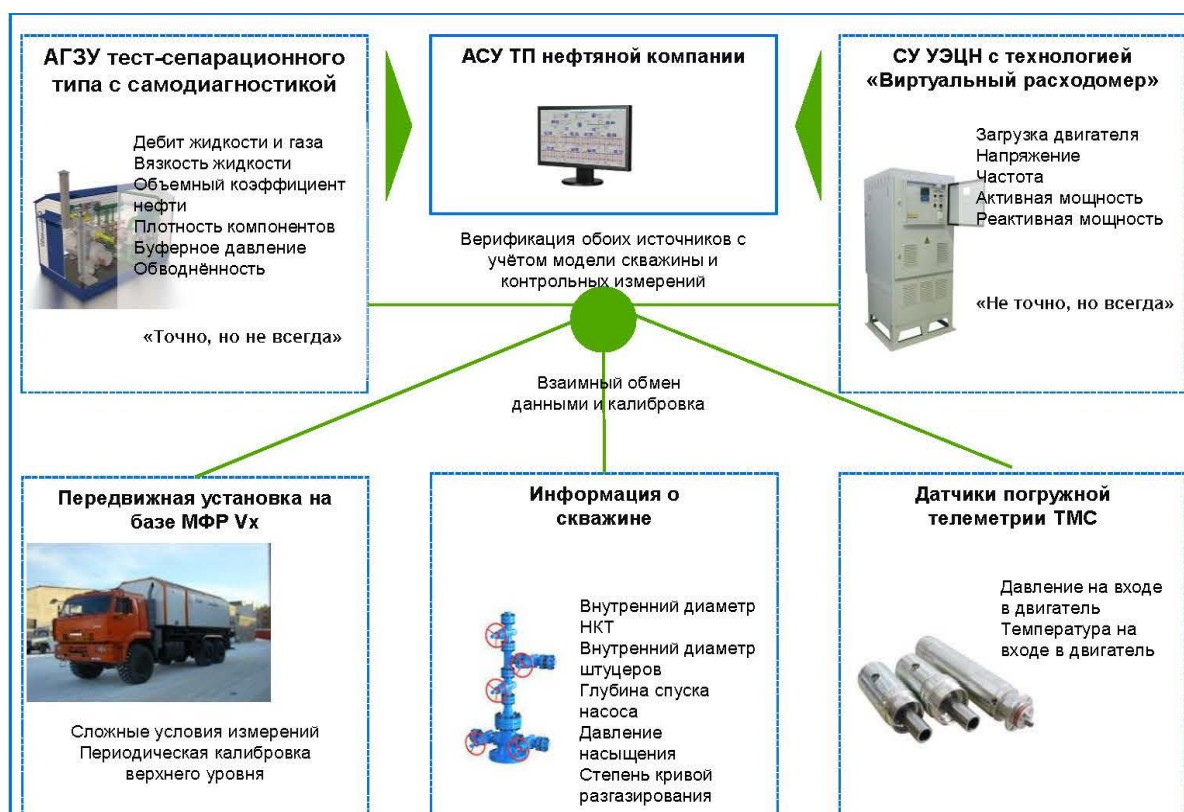 АГЗУ тест-сепарационного
типа с самодиагностикой
Дебит жидкости и газа
Вязкость жидкости
Объемный коэффициент
нефти
Плотность компонентов
Буферное давление
Обводнённость
«Точно, но не всегда»
АСУ ТП нефтяной компании
Верификация обоих источников с
учётом модели скважины и
контрольных измерений
СУ УЭЦН с технологией
«Виртуальный расходомер»
Загрузка двигателя
Напряжение
Частота
Активная мощность
Реактивная мощность
«Не точно, но всегда»
Взаимный обмен
данными и калибровка
Передвижная установка на
базе МФР Vx
Сложные условия измерений
Периодическая калибровка
верхнего уровня
Информация о
скважине
Внутренний диаметр
НКТ
Внутренний диаметр
штуцеров
Глубина спуска
насоса
Давление
насыщения
Степень кривой
разгазирования
Датчики погружной
телеметрии ТМС
Давление на входе
в двигатель
Температура на
входе в двигатель